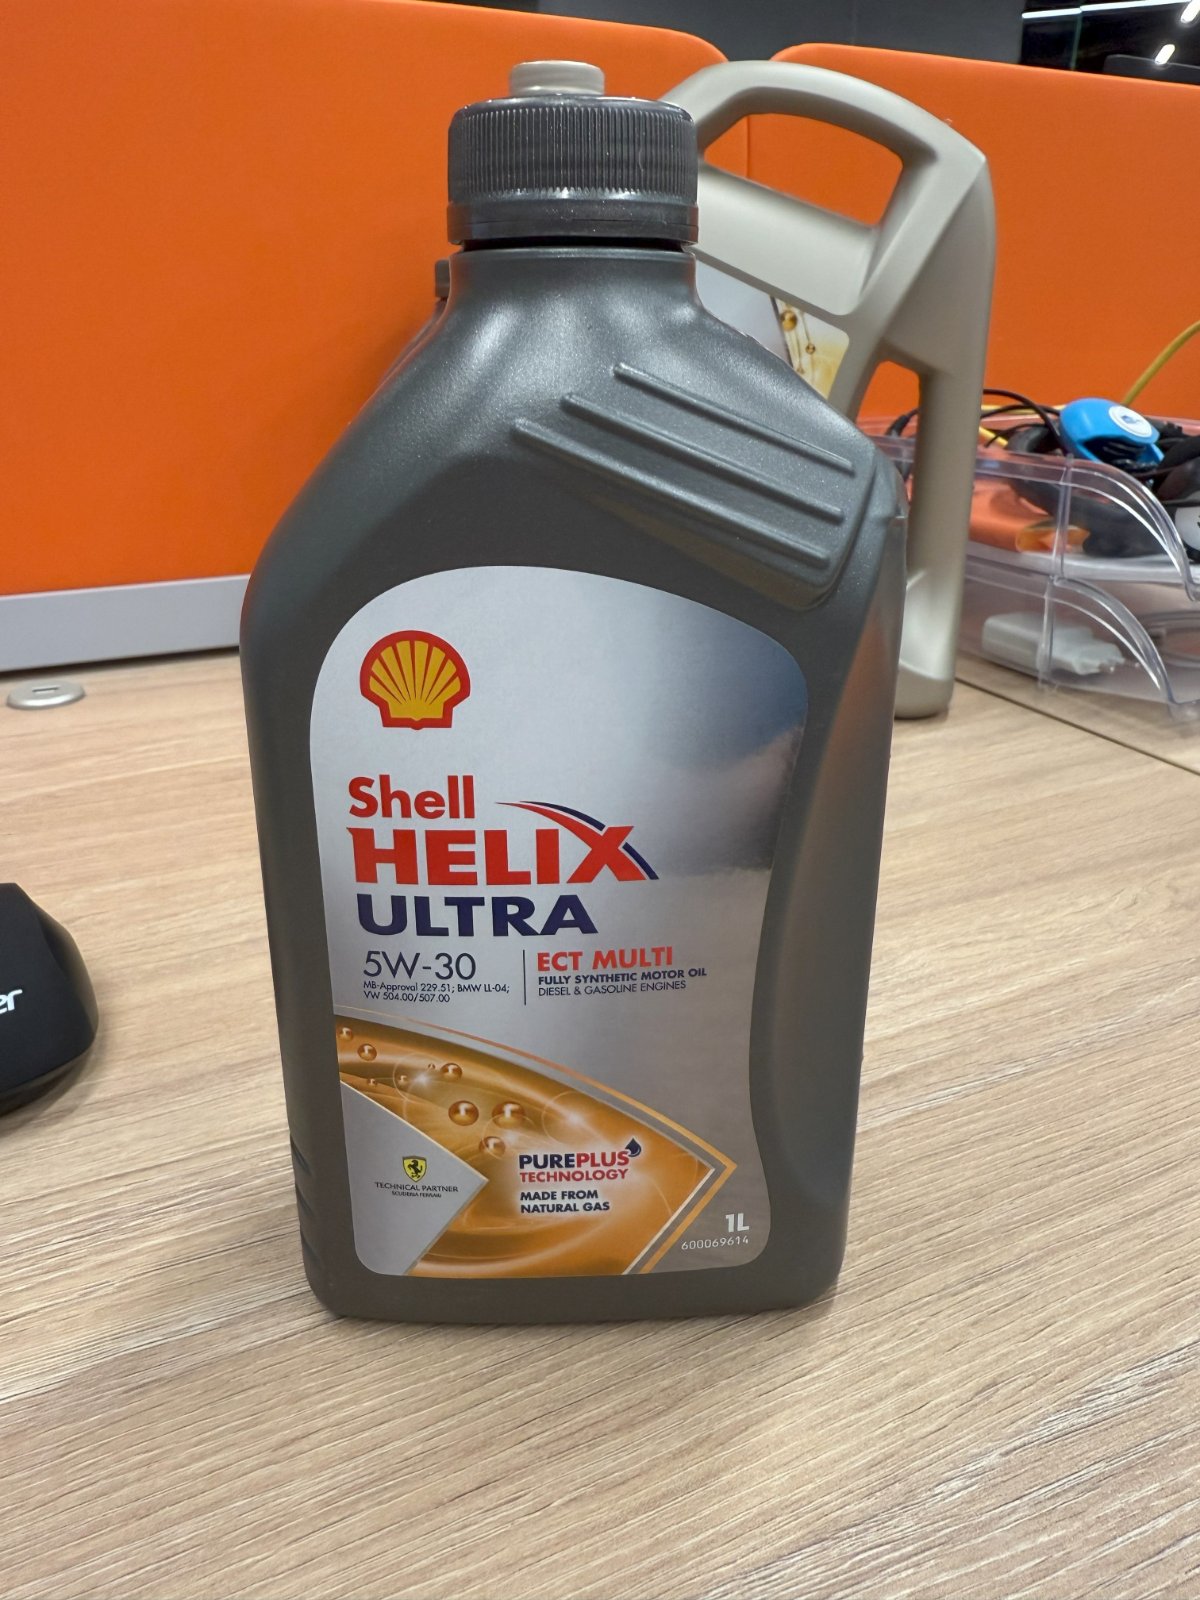 Shell
HELIX
ULTRA
5W-30
MB-Approval 229.51; BMW LL-04;
VW 504.00/507.00
ECT MULTI
FULLY SYNTHETIC MOTOR OIL
DIESEL & GASOLINE ENGINES
PUREPLUS
TECHNOLOGY
MADE FROM
NATURAL GAS
TECHNICAL PARTNER
SCUDERIA FERRARI
1L
600069614